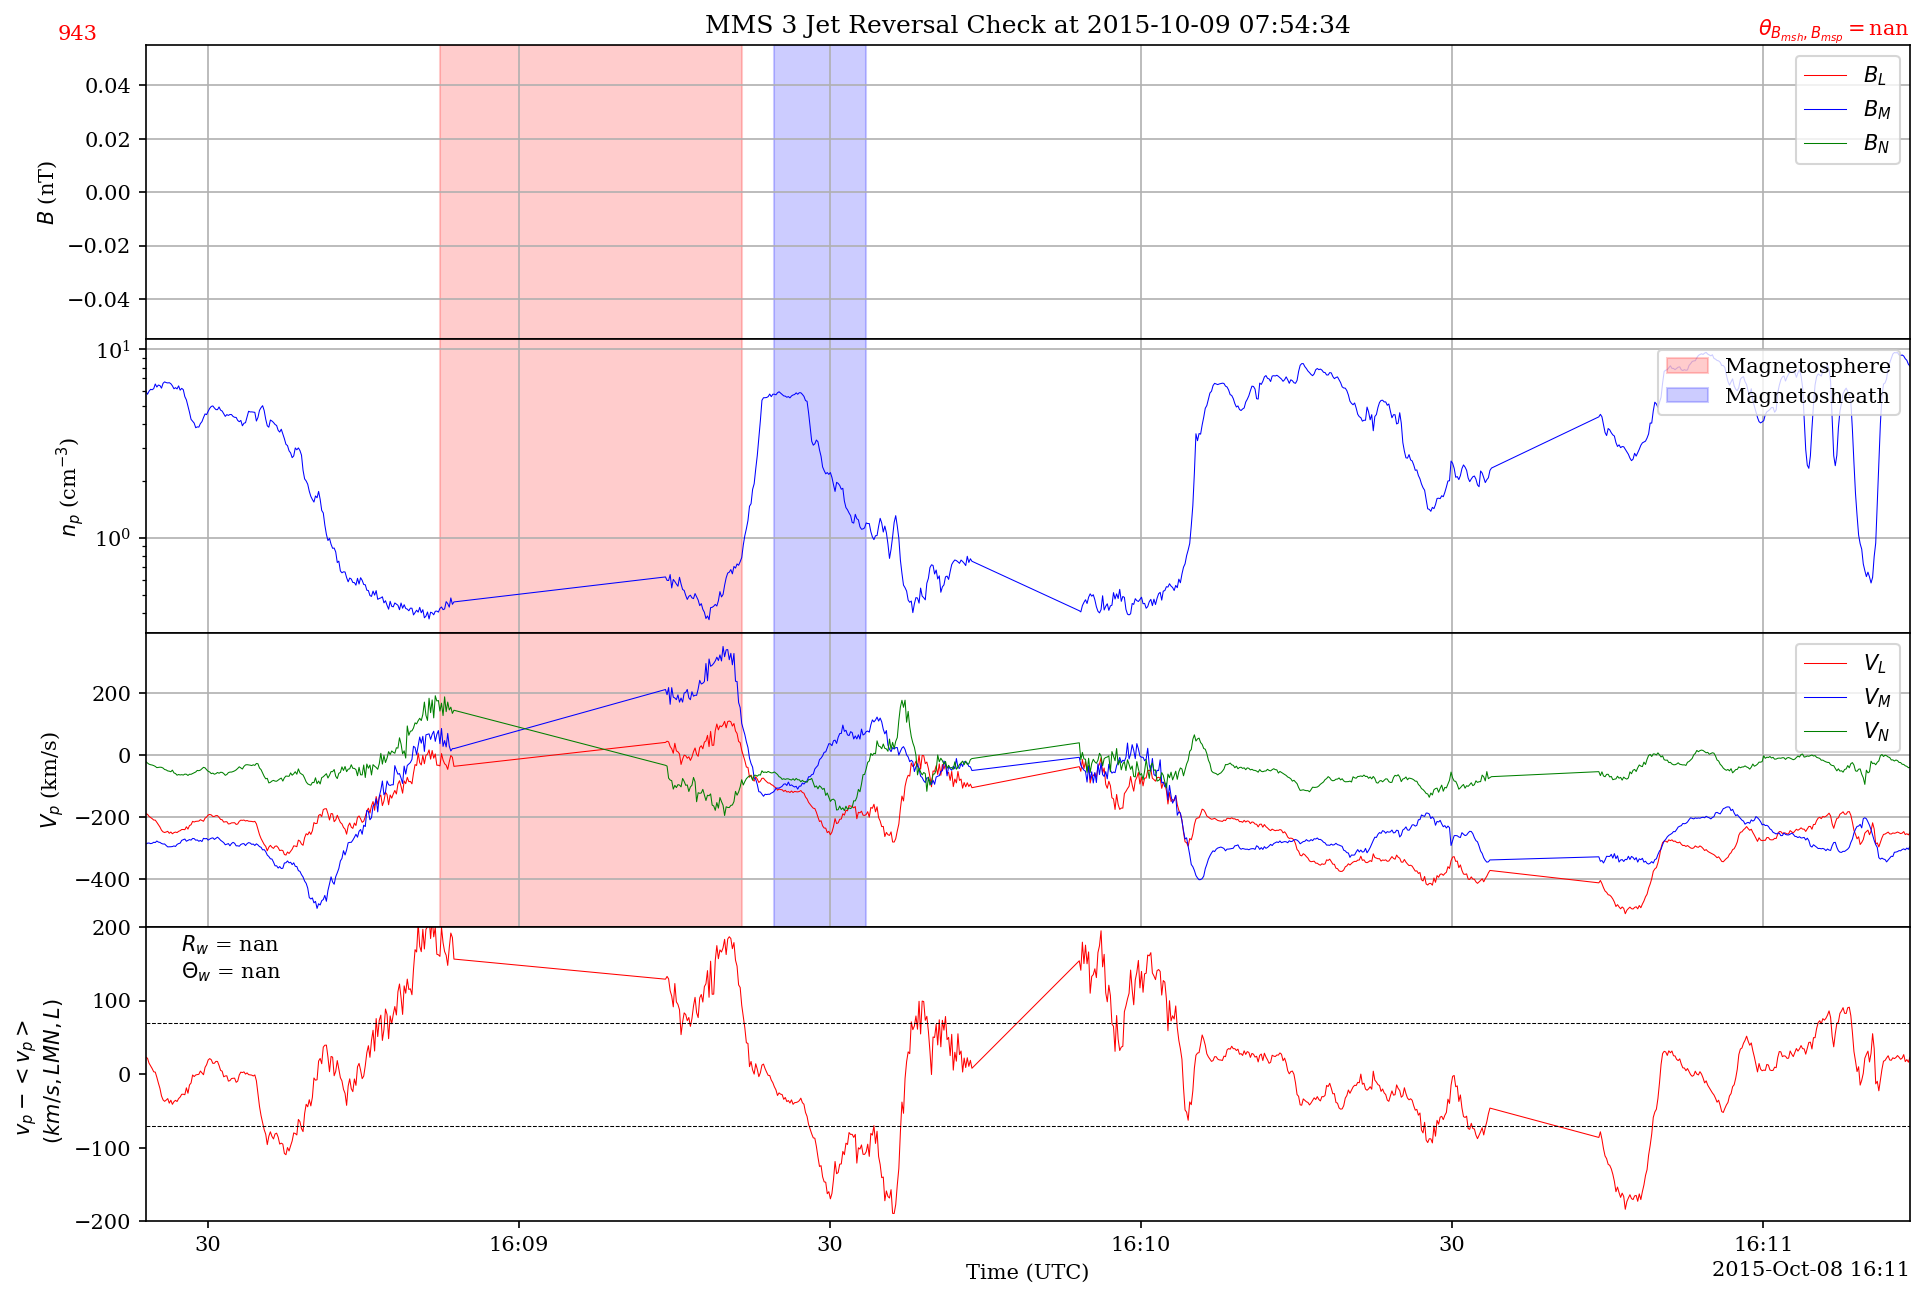 943
MMS 3 Jet Reversal Check at 2015-10-09 07:54:34
θ_{B_{msh}, B_{msp}} = nan
B (nT)
0.04
0.02
0.00
−0.02
−0.04
B_L
B_M
B_N
n_p (cm^{−3})
10^1
10^0
Magnetosphere
Magnetosheath
V_p (km/s)
200
0
−200
−400
V_L
V_M
V_N
v_p − <v_p>
(km/s, LMN, L)
200
100
0
−100
−200
R_w = nan
Θ_w = nan
30
16:09
30
16:10
30
16:11
Time (UTC)
2015-Oct-08 16:11